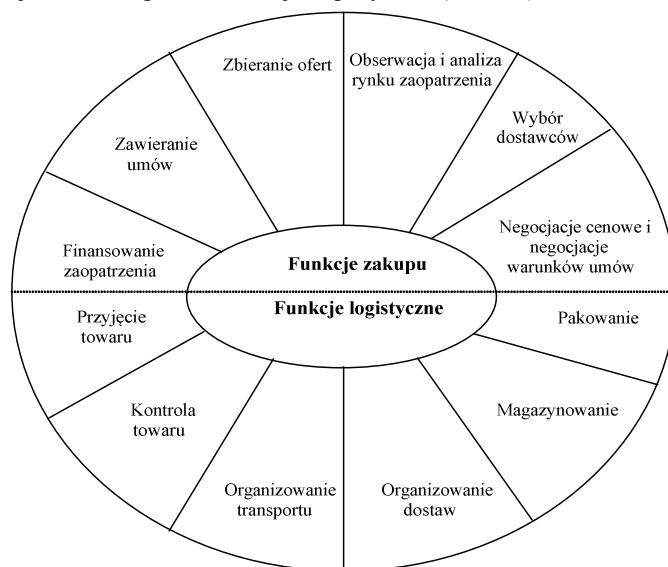 Zbieranie ofert
Obserwacja i analiza
rynku zaopatrzenia
Wybór
dostawców
Zawieranie
umów
Negocjacje cenowe i
negocjacje
warunków umów
Finansowanie
zaopatrzenia
Funkcje zakupu
Funkcje logistyczne
Przyjęcie
towaru
Pakowanie
Kontrola
towaru
Magazynowanie
Organizowanie
transportu
Organizowanie
dostaw